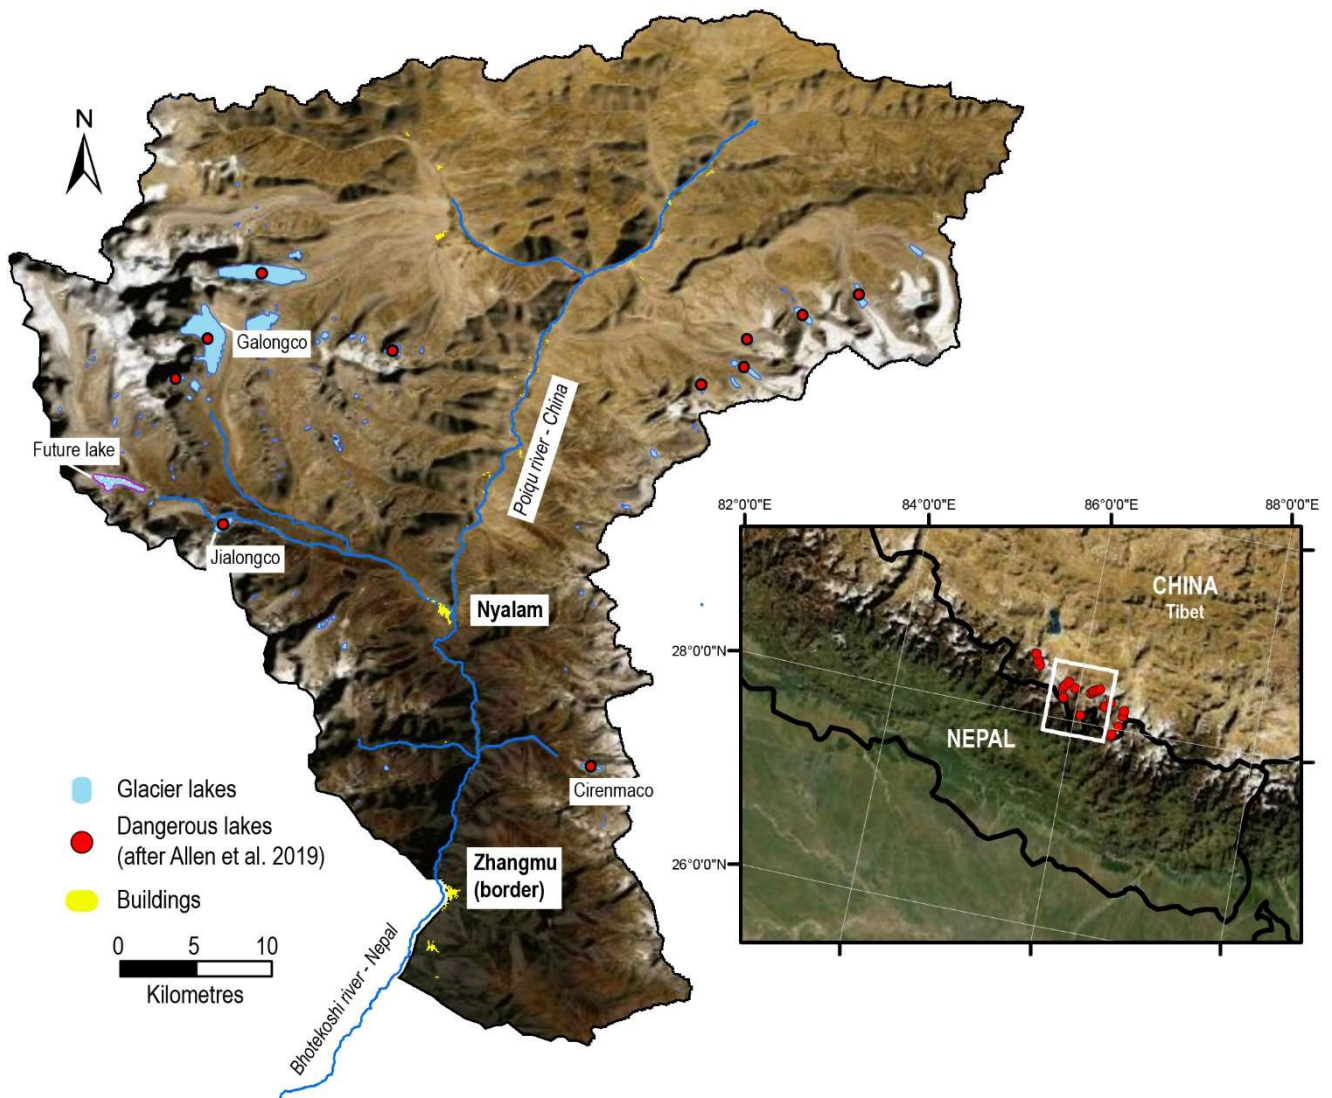 N
Galongco
Future lake
Jialongco
Poiqu river - China
Nyalam
Cirenmaco
Zhangmu
(border)
Bhotekoshi river - Nepal
Glacier lakes
Dangerous lakes
(after Allen et al. 2019)
Buildings
0 5 10
Kilometres
82°0'0"E 84°0'0"E 86°0'0"E 88°0'0"E
CHINA
Tibet
28°0'0"N
NEPAL
26°0'0"N